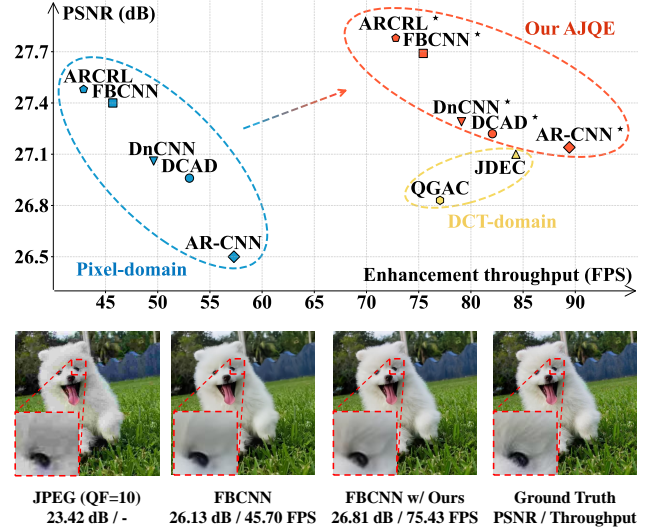 PSNR (dB)
ARCRL *
FBCNN *
Our AJQE
27.7
ARCRL
FBCNN
27.4
DnCNN *
DCAD *
AR-CNN *
DnCNN
DCAD
27.1
JDEC
QGAC
26.8
DCT-domain
AR-CNN
26.5
Pixel-domain
Enhancement throughput (FPS)
45 50 55 60 65 70 75 80 85 90
JPEG (QF=10)
23.42 dB / -
FBCNN
26.13 dB / 45.70 FPS
FBCNN w/ Ours
26.81 dB / 75.43 FPS
Ground Truth
PSNR / Throughput